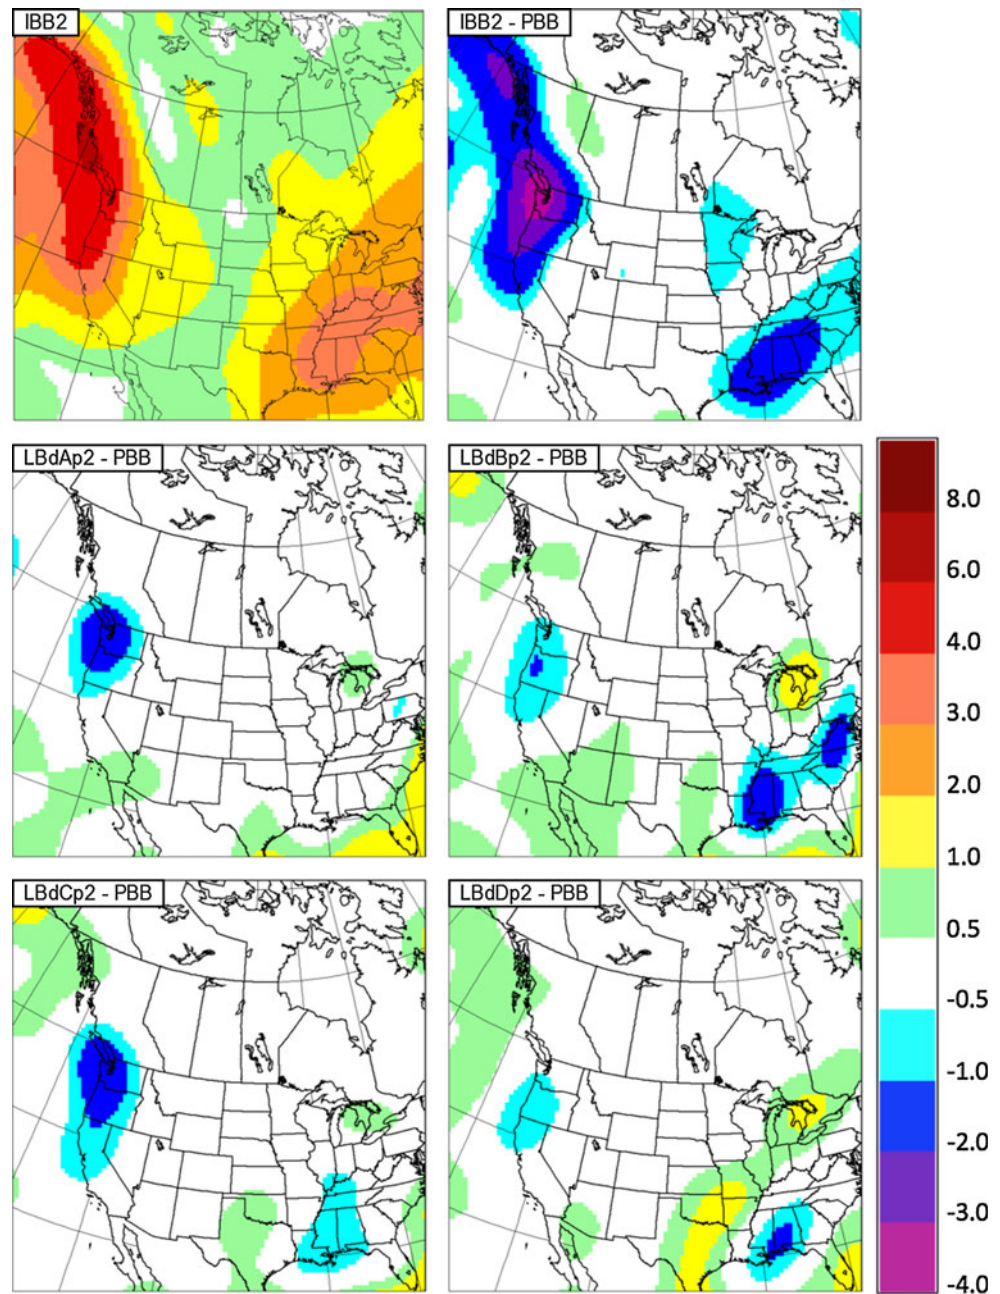 IBB2
IBB2 - PBB
LBdAp2 - PBB
LBdBp2 - PBB
LBdCp2 - PBB
LBdDp2 - PBB
8.0
6.0
4.0
3.0
2.0
1.0
0.5
-0.5
-1.0
-2.0
-3.0
-4.0